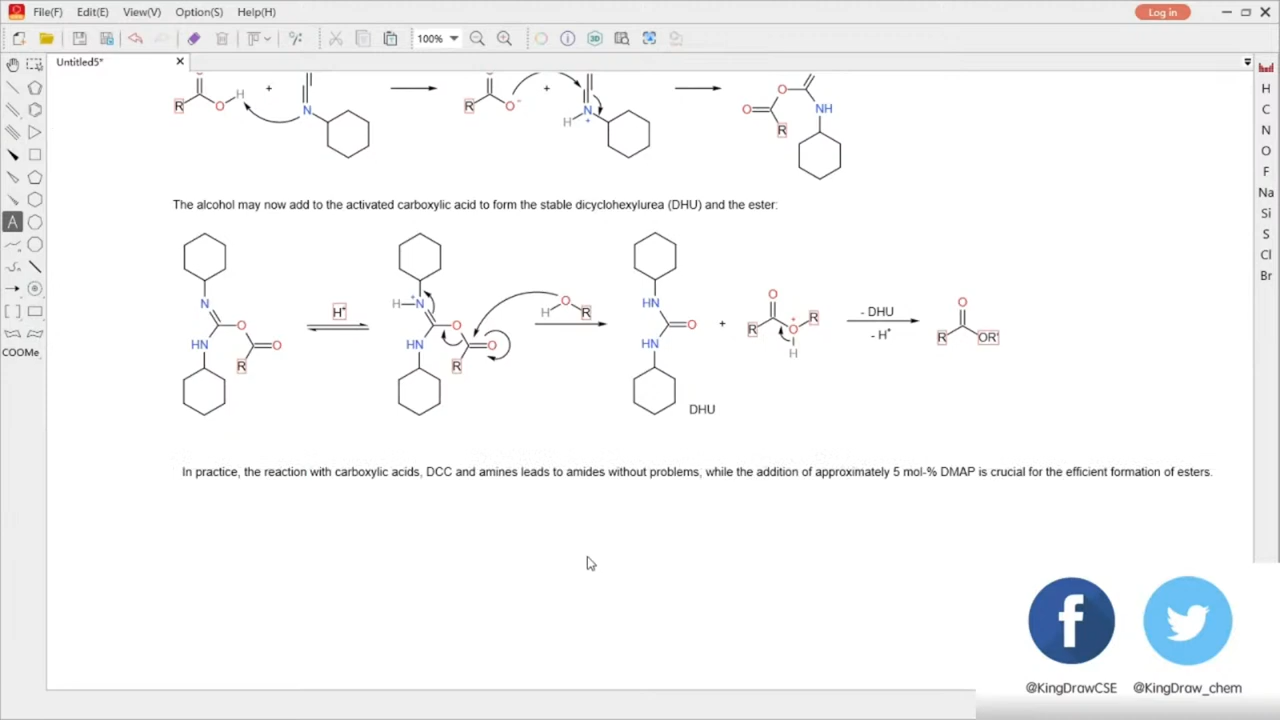 File(F) Edit(E) View(V) Option(S) Help(H) Log in
100%
Untitled5*
R O H + N R O - + H N + O O R NH
The alcohol may now add to the activated carboxylic acid to form the stable dicyclohexylurea (DHU) and the ester:
N O HN O R
H+
H N + O HN O R
H O R
HN O HN
DHU
+
O R O + R H
- DHU
- H+
O R OR'
In practice, the reaction with carboxylic acids, DCC and amines leads to amides without problems, while the addition of approximately 5 mol-% DMAP is crucial for the efficient formation of esters.
A
COOMe
H
C
N
O
F
Na
Si
S
Cl
Br
@KingDrawCSE @KingDraw_chem